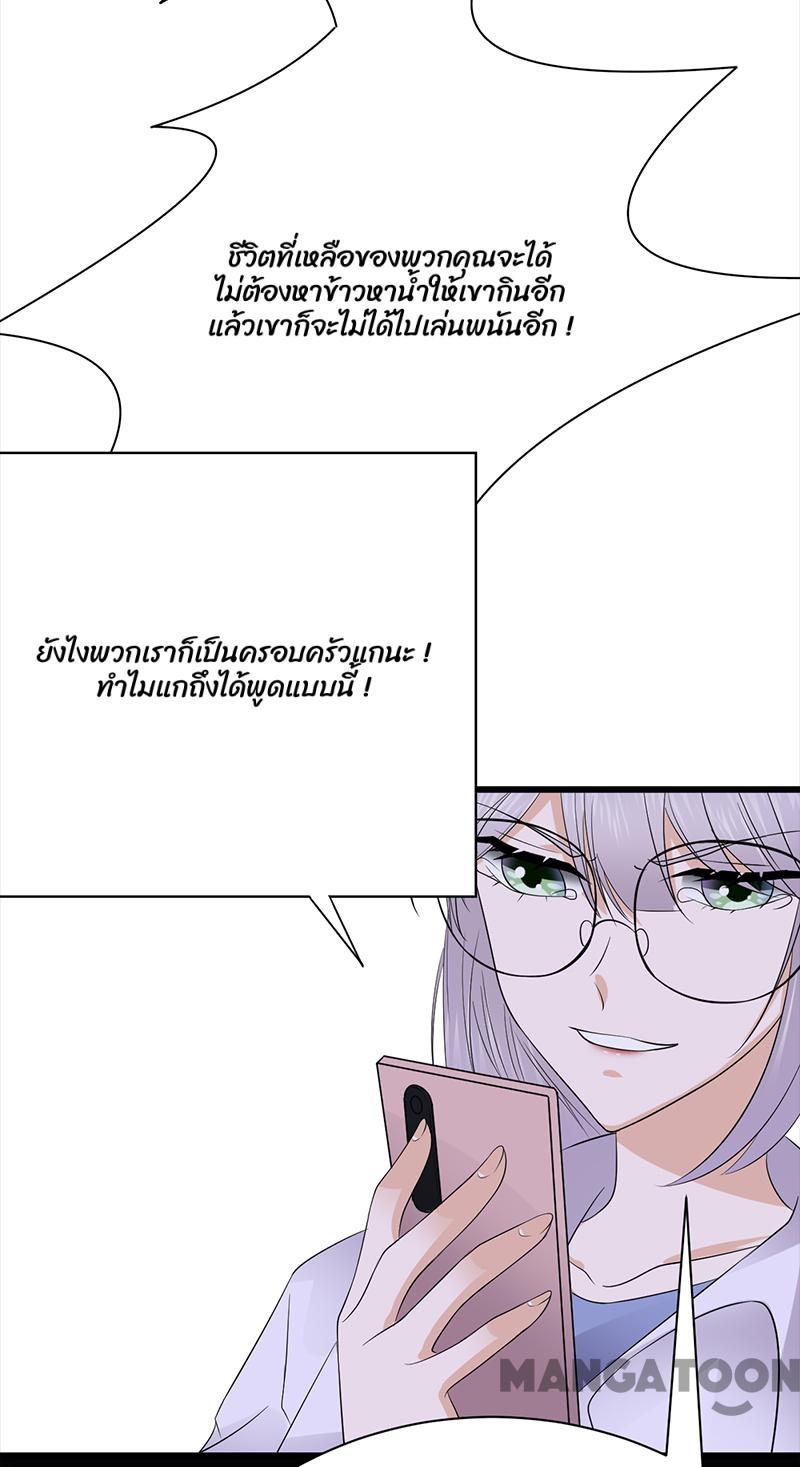 ชีวิตที่เหลือของพวกคุณจะได้
ไม่ต้องหาข้าวหาน้ำให้เขากินอีก
แล้วเขาก็จะไม่ได้ไปเล่นพนันอีก !
ยังไงพวกเราก็เป็นครอบครัวแกนะ !
ทำไมแกถึงได้พูดแบบนี้ !
MANGATOON